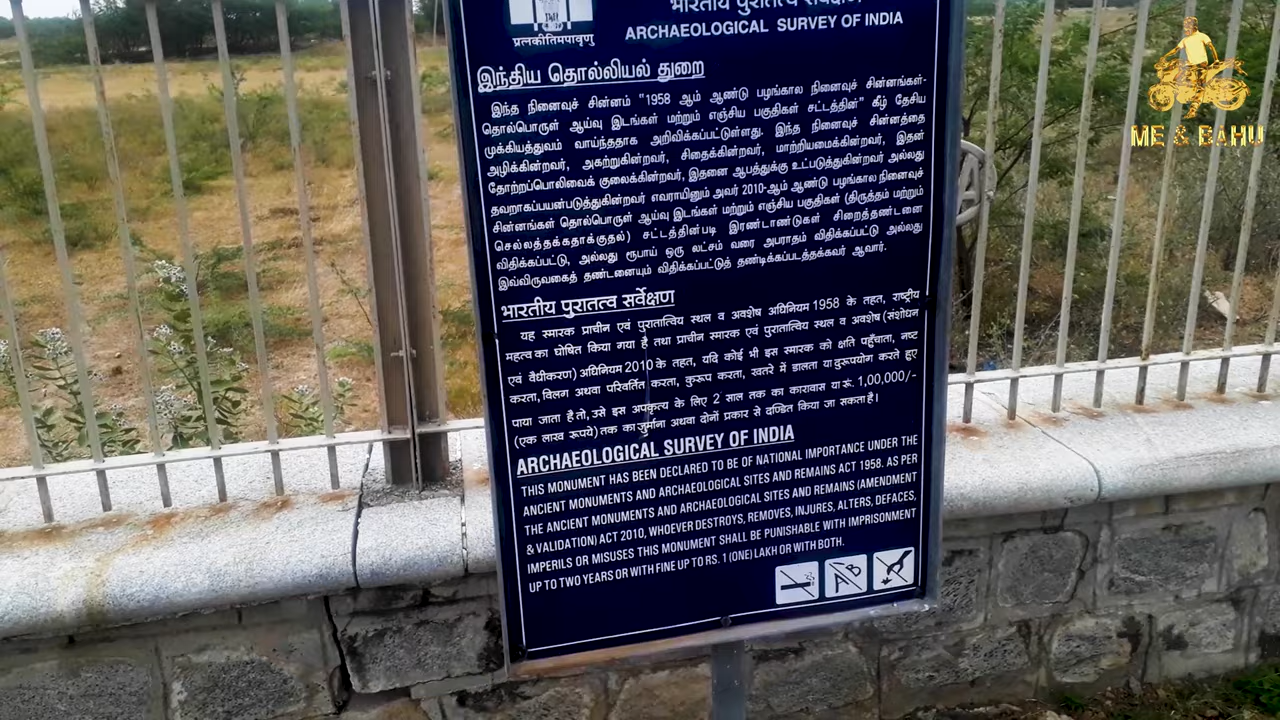 भारतीय पुरातत्व सर्वेक्षण
प्रत्नकीर्तिमपावृणु
ARCHAEOLOGICAL SURVEY OF INDIA
ME & BAHU
இந்திய தொல்லியல் துறை
இந்த நினைவுச் சின்னம் "1958 ஆம் ஆண்டு பழங்கால நினைவுச் சின்னங்கள்-
தொல்பொருள் ஆய்வு இடங்கள் மற்றும் எஞ்சிய பகுதிகள் சட்டத்தின்" கீழ் தேசிய
முக்கியத்துவம் வாய்ந்ததாக அறிவிக்கப்பட்டுள்ளது. இந்த நினைவுச் சின்னத்தை
அழிக்கின்றவர், அகற்றுகின்றவர், சிதைக்கின்றவர், மாற்றியமைக்கின்றவர், இதன்
தோற்றப்பொலிவைக் குலைக்கின்றவர், இதனை ஆபத்துக்கு உட்படுத்துகின்றவர் அல்லது
தவறாகப்பயன்படுத்துகின்றவர் எவராயினும் அவர் 2010-ஆம் ஆண்டு பழங்கால நினைவுச்
சின்னங்கள் தொல்பொருள் ஆய்வு இடங்கள் மற்றும் எஞ்சிய பகுதிகள் (திருத்தம் மற்றும்
செல்லத்தக்கதாக்குதல்) சட்டத்தின்படி இரண்டாண்டுகள் சிறைத்தண்டனை
விதிக்கப்பட்டு, அல்லது ரூபாய் ஒரு லட்சம் வரை அபராதம் விதிக்கப்பட்டு அல்லது
இவ்விருவகைத் தண்டனையும் விதிக்கப்பட்டுத் தண்டிக்கப்படத்தக்கவர் ஆவார்.
भारतीय पुरातत्व सर्वेक्षण
यह स्मारक प्राचीन एवं पुरातात्विय स्थल व अवशेष अधिनियम 1958 के तहत, राष्ट्रीय
महत्व का घोषित किया गया है तथा प्राचीन स्मारक एवं पुरातात्विय स्थल व अवशेष (संशोधन
एवं वैधीकरण) अधिनियम 2010 के तहत, यदि कोई भी इस स्मारक को क्षति पहुँचाता, नष्ट
करता, विलग अथवा परिवर्तित करता, कुरूप करता, खतरे में डालता या दुरूपयोग करते हुए
पाया जाता है तो, उसे इस अपकृत्य के लिए 2 साल तक का कारावास या रू. 1,00,000/-
(एक लाख रूपये) तक का जुर्माना अथवा दोनों प्रकार से दण्डित किया जा सकता है।
ARCHAEOLOGICAL SURVEY OF INDIA
THIS MONUMENT HAS BEEN DECLARED TO BE OF NATIONAL IMPORTANCE UNDER THE
ANCIENT MONUMENTS AND ARCHAEOLOGICAL SITES AND REMAINS ACT 1958. AS PER
THE ANCIENT MONUMENTS AND ARCHAEOLOGICAL SITES AND REMAINS (AMENDMENT
& VALIDATION) ACT 2010, WHOEVER DESTROYS, REMOVES, INJURES, ALTERS, DEFACES,
IMPERILS OR MISUSES THIS MONUMENT SHALL BE PUNISHABLE WITH IMPRISONMENT
UP TO TWO YEARS OR WITH FINE UP TO RS. 1 (ONE) LAKH OR WITH BOTH.
AB